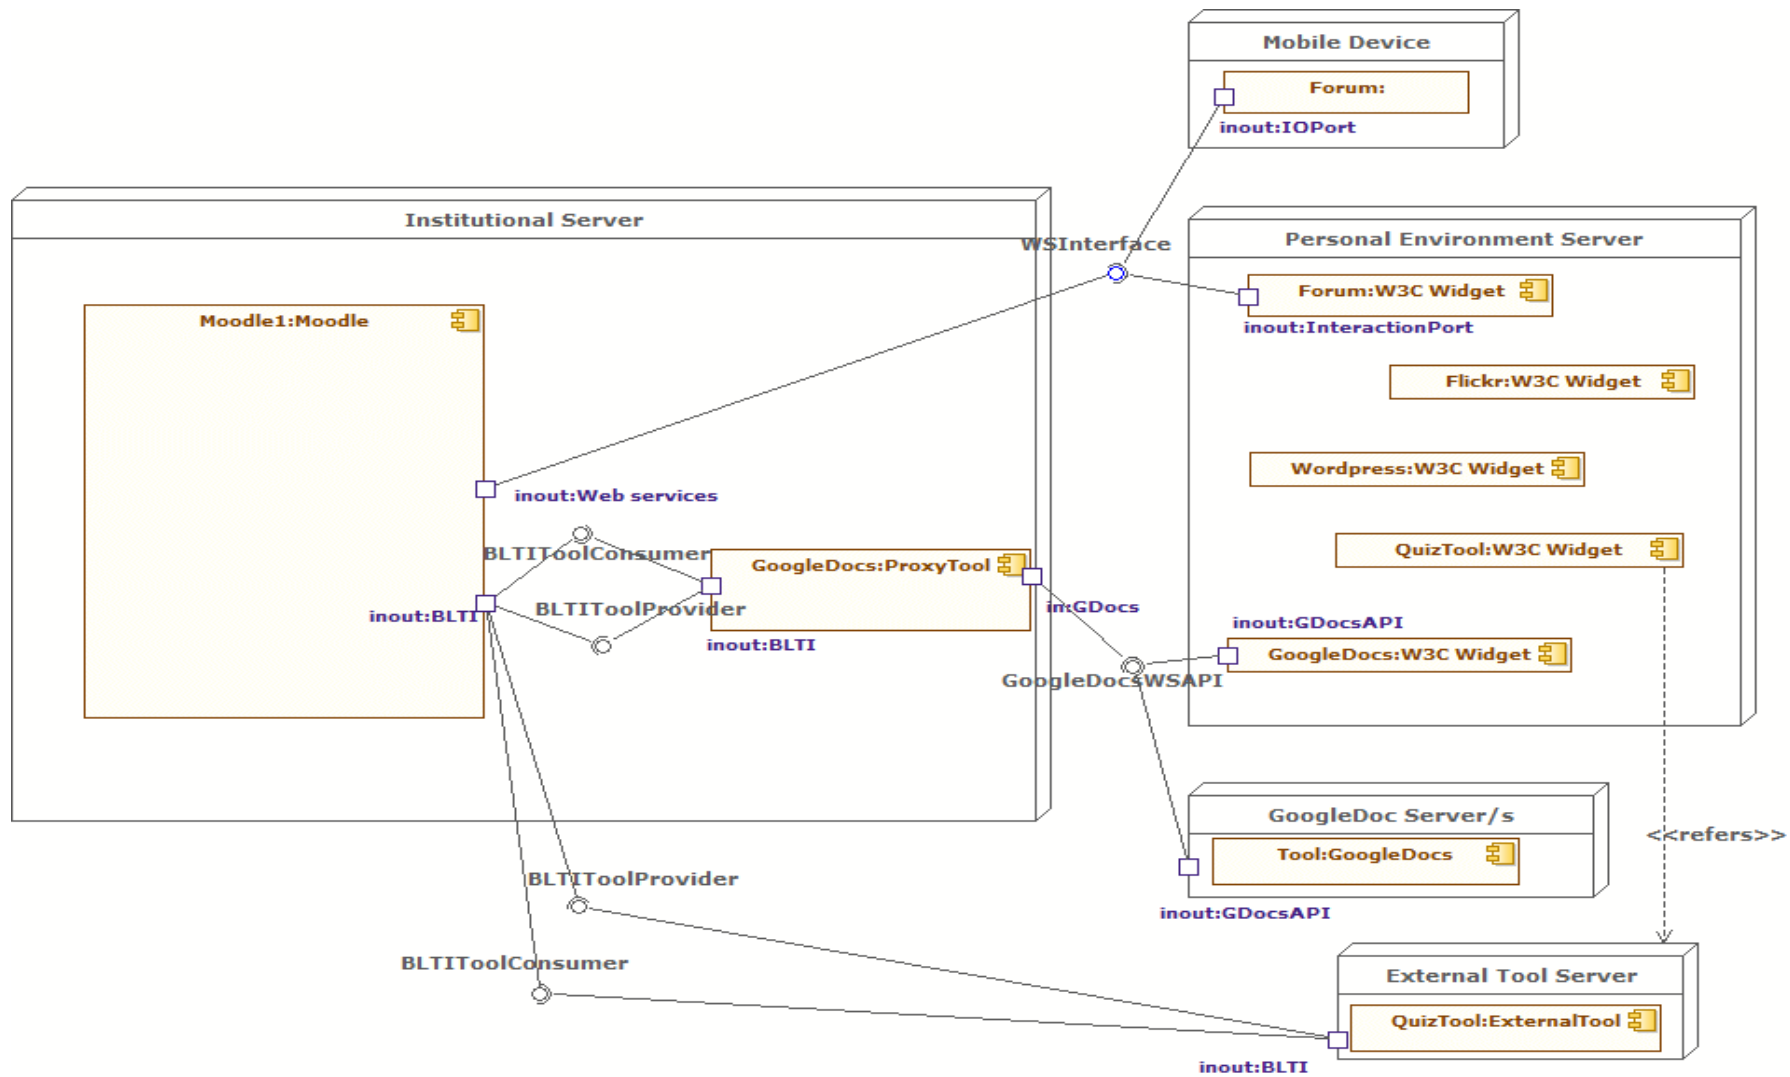 Mobile Device
Forum:
inout:IOPort
Institutional Server
WSInterface
Personal Environment Server
Forum:W3C Widget
inout:InteractionPort
Moodle1:Moodle
Flickr:W3C Widget
Wordpress:W3C Widget
inout:Web services
BLTIToolConsumer
GoogleDocs:ProxyTool
QuizTool:W3C Widget
BLTIToolProvider
in:GDocs
inout:BLTI
inout:BLTI
inout:GDocsAPI
GoogleDocs:W3C Widget
GoogleDocsWSAPI
GoogleDoc Server/s
<<refers>>
Tool:GoogleDocs
BLTIToolProvider
inout:GDocsAPI
BLTIToolConsumer
External Tool Server
QuizTool:ExternalTool
inout:BLTI